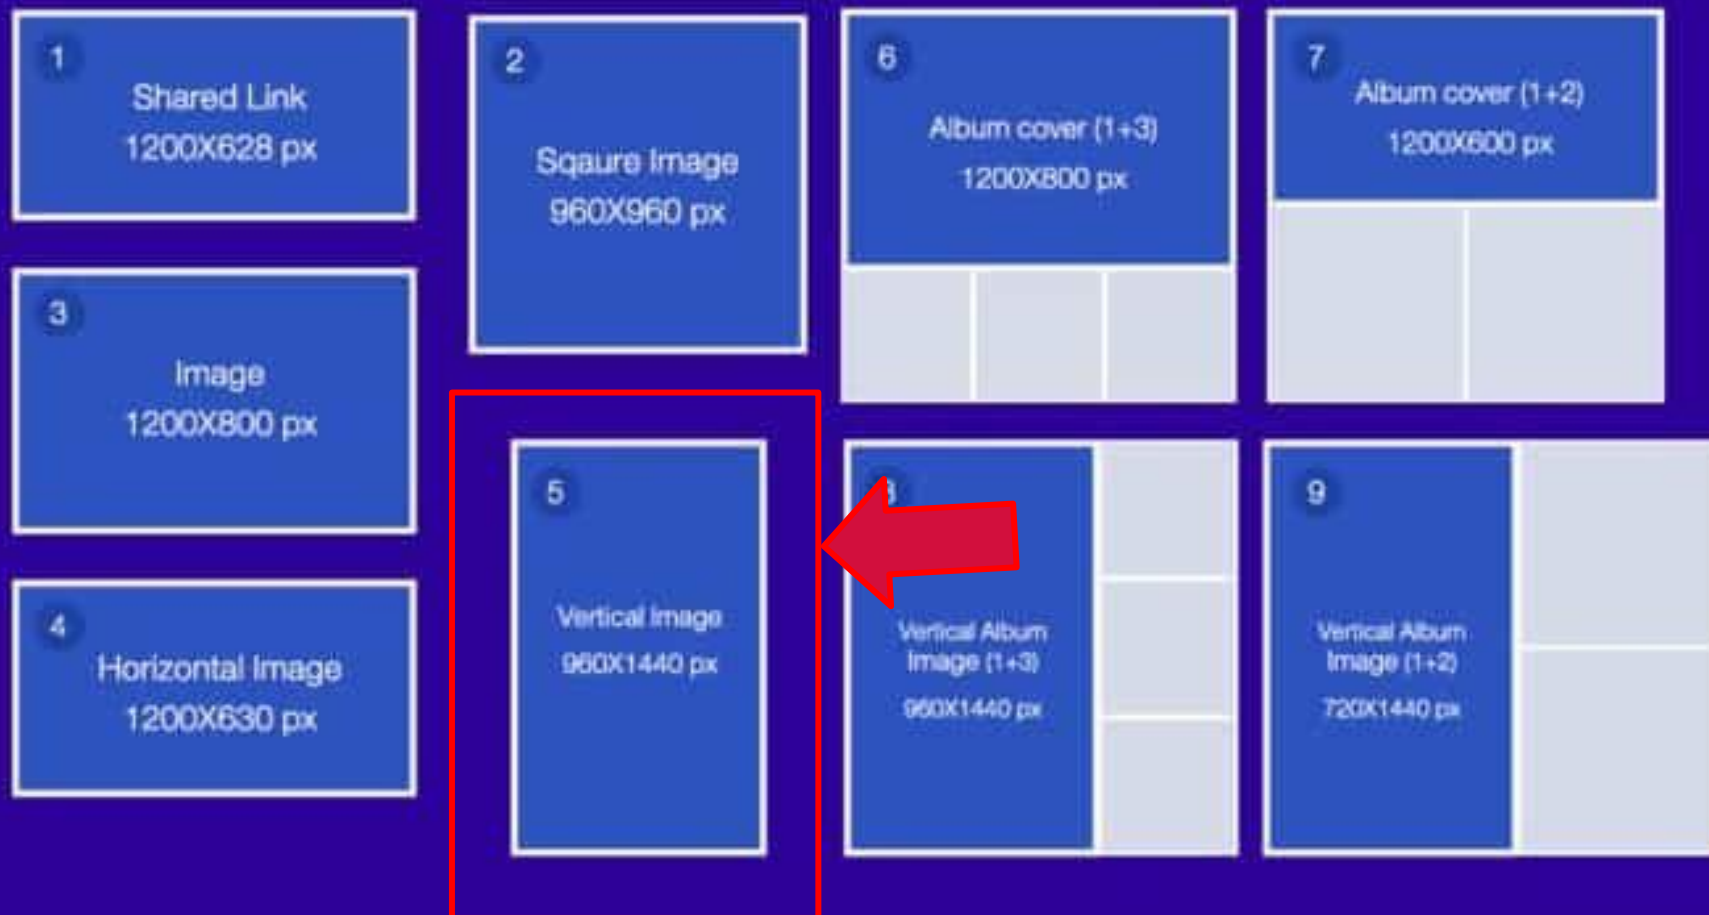 1
Shared Link
1200X628 px
2
Sqaure Image
960X960 px
6
Album cover (1+3)
1200X800 px
7
Album cover (1+2)
1200X600 px
3
Image
1200X800 px
4
Horizontal Image
1200X630 px
5
Vertical Image
960X1440 px
Vertical Album
Image (1+3)
960X1440 px
9
Vertical Album
Image (1+2)
720X1440 px